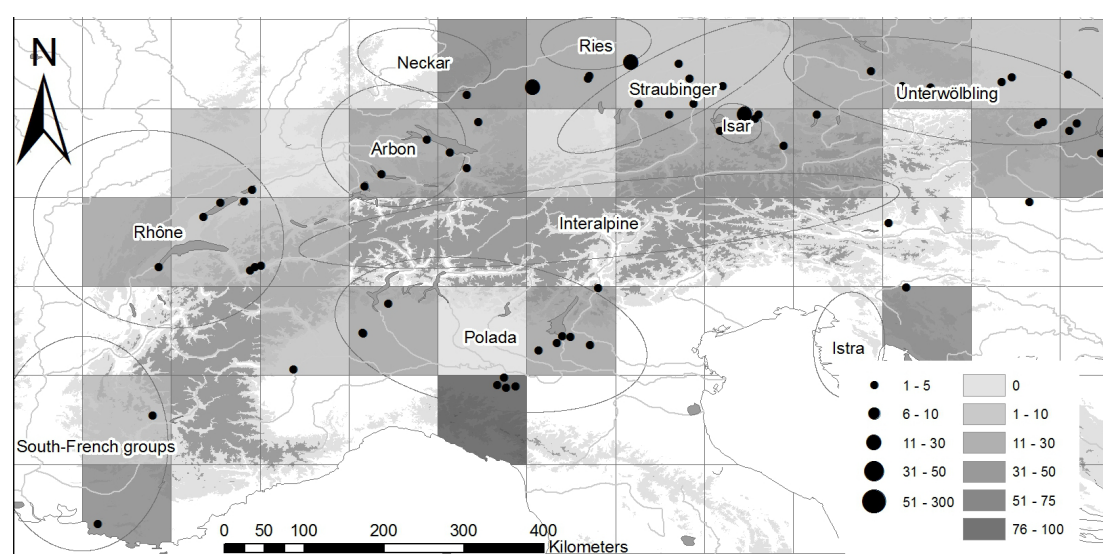 N
Neckar
Ries
Straubinger
Unterwölbling
Isar
Arbon
Rhône
Interalpine
Polada
Istra
South-French groups
1 - 5
0
6 - 10
1 - 10
11 - 30
11 - 30
31 - 50
31 - 50
51 - 300
51 - 75
76 - 100
0 50 100 200 300 400
Kilometers